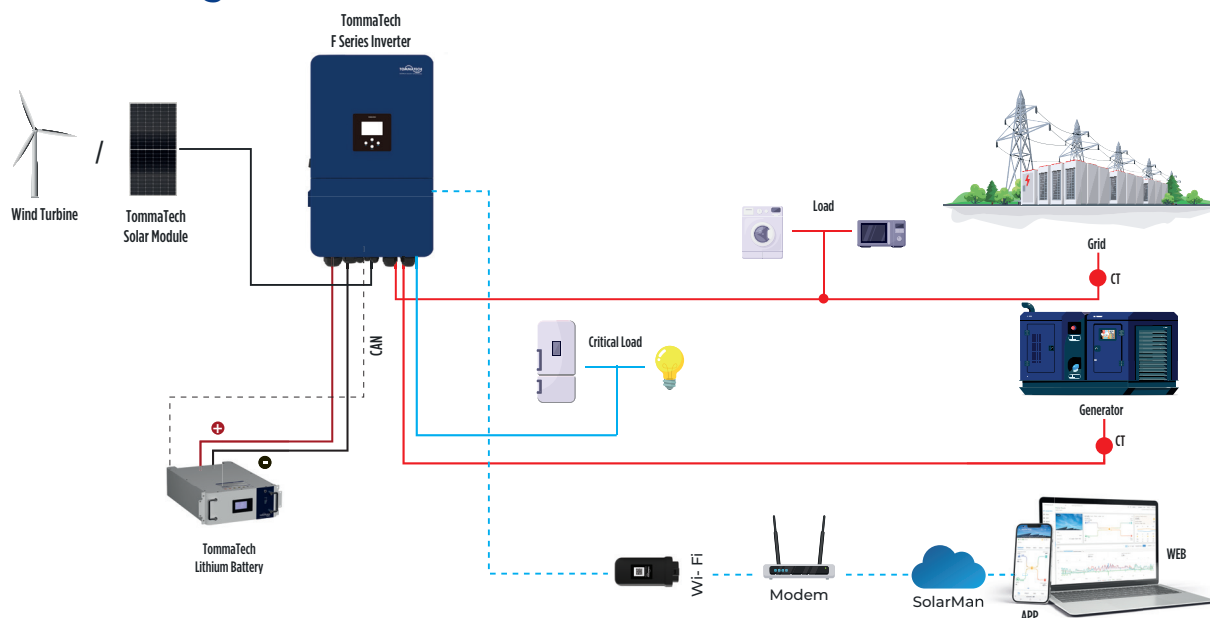 TommaTech
F Series Inverter
TOMMATECH
Wind Turbine
/
TommaTech
Solar Module
Load
Grid
CT
CAN
Critical Load
Generator
CT
TommaTech
Lithium Battery
Wi- Fi
Modem
SolarMan
WEB
APP